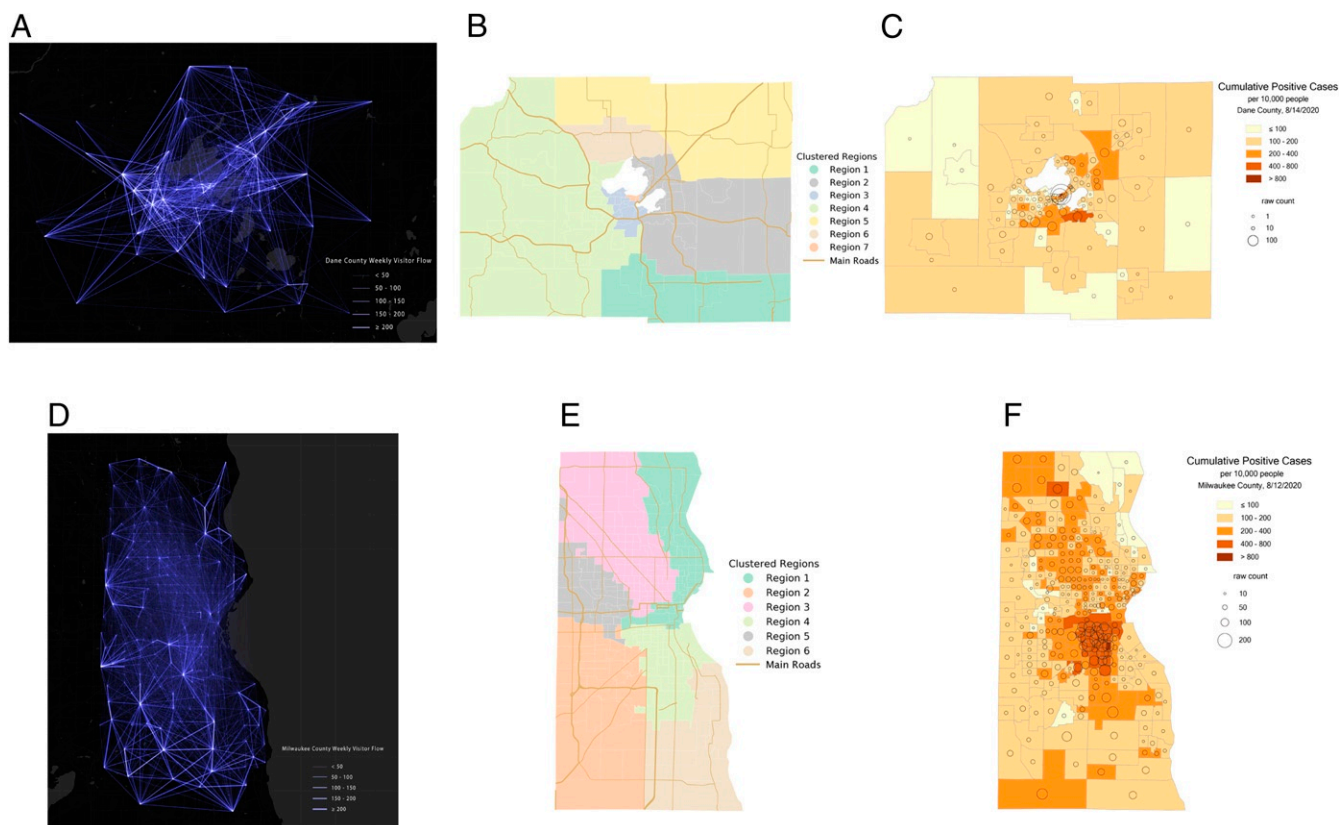 A
B
C
Dane County Weekly Visitor Flow
< 50
50 - 100
100 - 150
150 - 200
≥ 200
Clustered Regions
Region 1
Region 2
Region 3
Region 4
Region 5
Region 6
Region 7
Main Roads
Cumulative Positive Cases
per 10,000 people
Dane County, 8/14/2020
≤ 100
100 - 200
200 - 400
400 - 800
> 800
raw count
1
10
100
D
E
F
Milwaukee County Weekly Visitor Flow
< 50
50 - 100
100 - 150
150 - 200
≥ 200
Clustered Regions
Region 1
Region 2
Region 3
Region 4
Region 5
Region 6
Main Roads
Cumulative Positive Cases
per 10,000 people
Milwaukee County, 8/12/2020
≤ 100
100 - 200
200 - 400
400 - 800
> 800
raw count
10
50
100
200